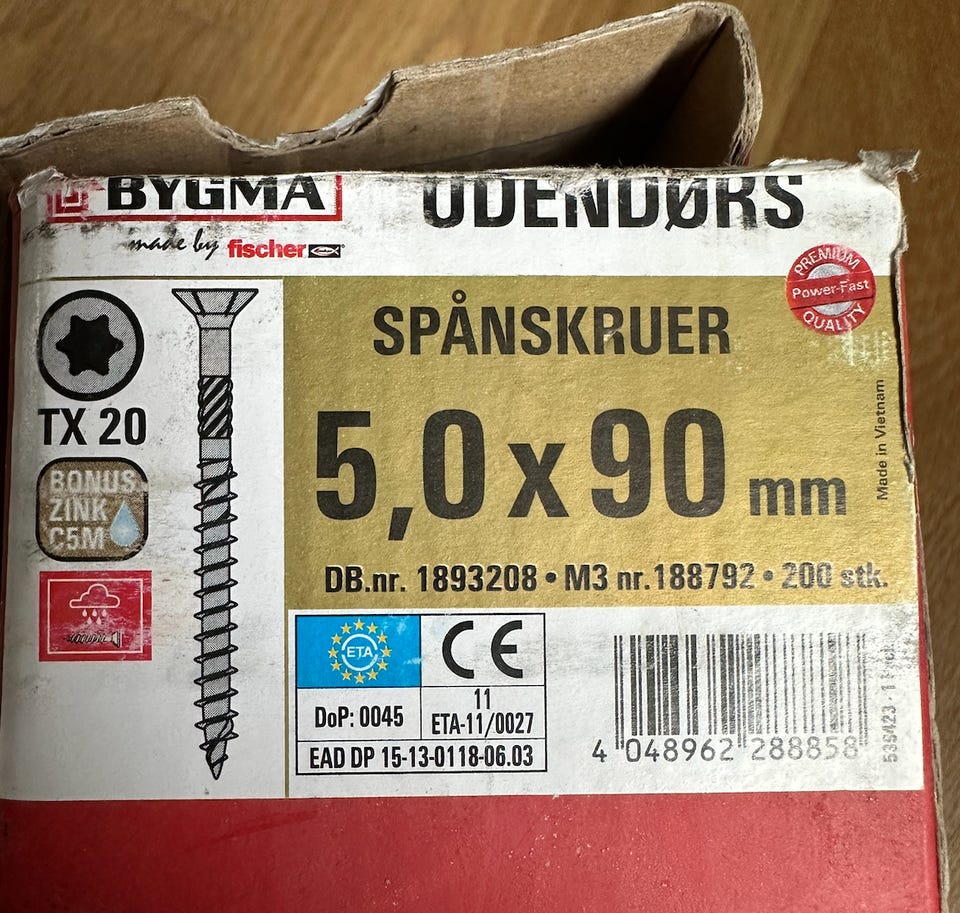 BYGMA
UDENDØRS
made by fischer
PREMIUM
Power-Fast
QUALITY
SPÅNSKRUER
TX 20
5,0 x 90 mm
Made in Vietnam
BONUS
ZINK
C5M
DB.nr. 1893208 • M3 nr.188792 • 200 stk.
ETA
CE
DoP: 0045
11
ETA-11/0027
EAD DP 15-13-0118-06.03
4 048962 288858